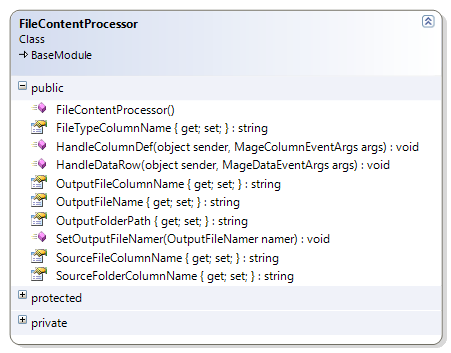 FileContentProcessor
Class
BaseModule
public
FileContentProcessor()
FileTypeColumnName { get; set; } : string
HandleColumnDef(object sender, MageColumnEventArgs args) : void
HandleDataRow(object sender, MageDataEventArgs args) : void
OutputFileColumnName { get; set; } : string
OutputFileName { get; set; } : string
OutputFolderPath { get; set; } : string
SetOutputFileNamer(OutputFileNamer namer) : void
SourceFileColumnName { get; set; } : string
SourceFolderColumnName { get; set; } : string
protected
private